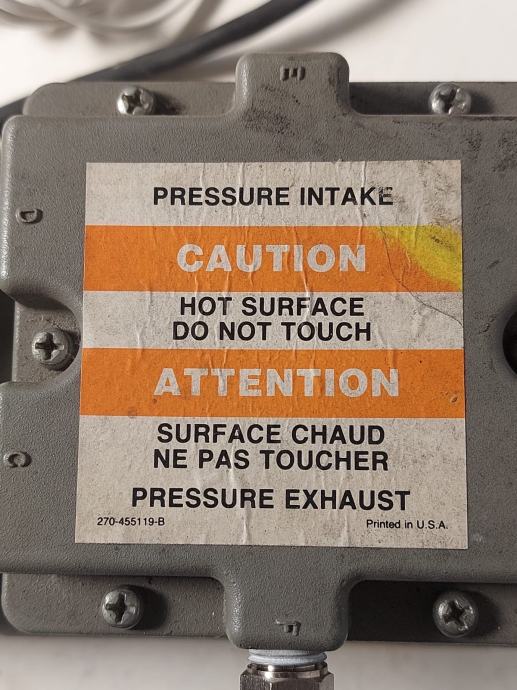 E
PRESSURE INTAKE
D
CAUTION
HOT SURFACE
DO NOT TOUCH
ATTENTION
SURFACE CHAUD
NE PAS TOUCHER
C
PRESSURE EXHAUST
270-455119-B Printed in U.S.A.
F